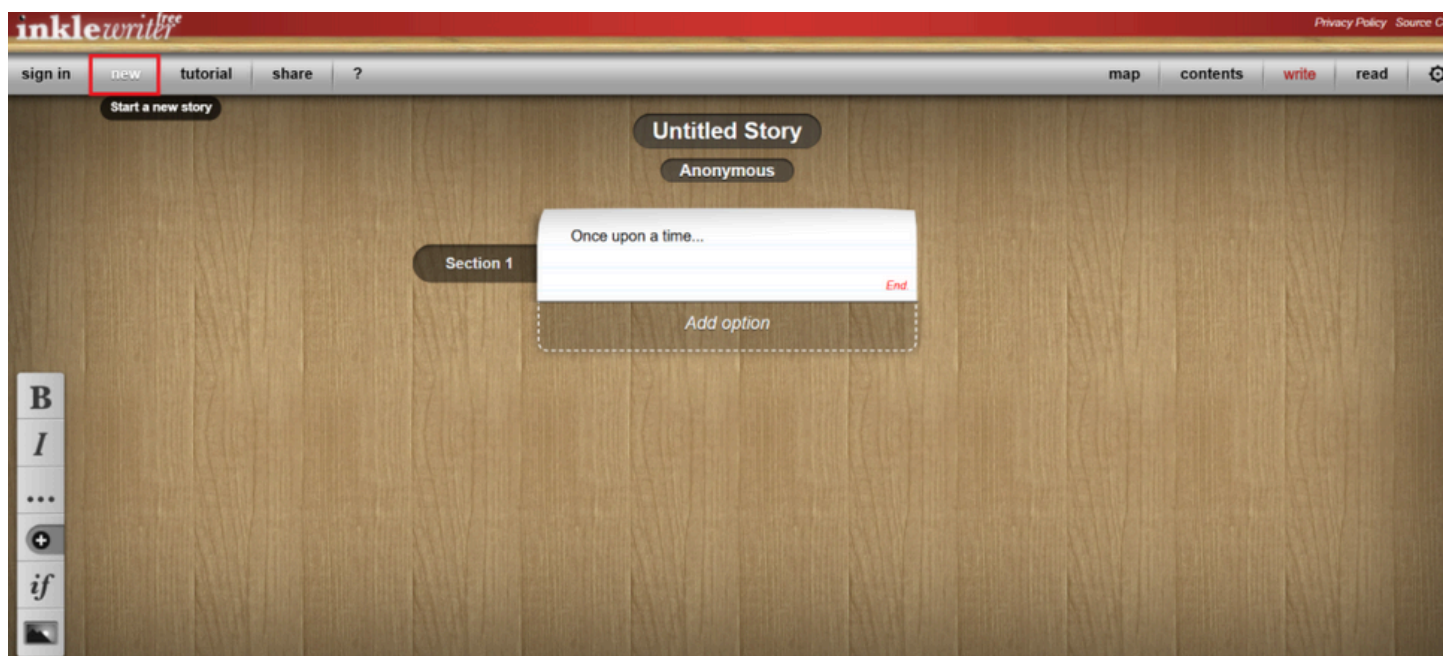 inklewriter free
Privacy Policy Source C
sign in new tutorial share ? map contents write read
Start a new story
Untitled Story
Anonymous
Once upon a time...
Section 1
End.
Add option
B
I
...
if